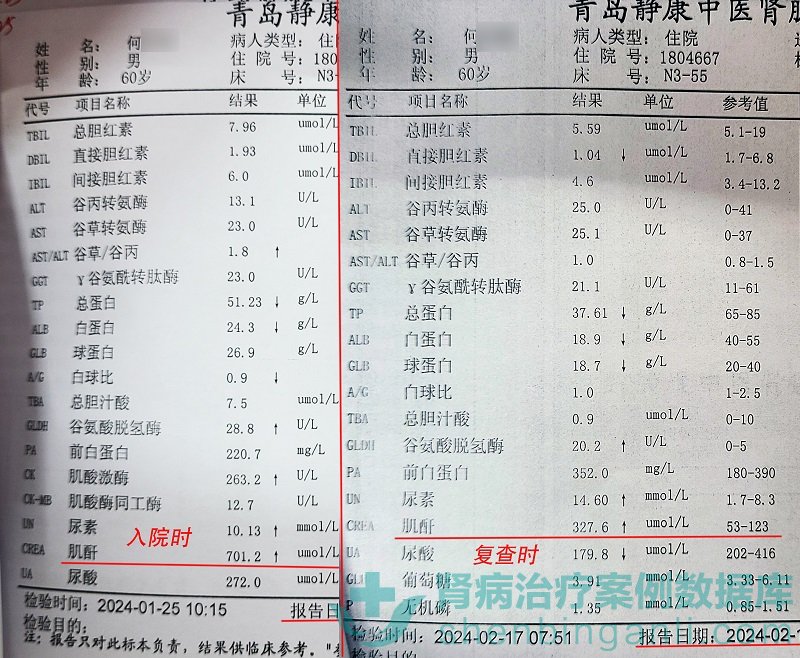 青岛静康
姓 名：何
性 别：男
年 龄：60岁
病人类型：住
住 院 号：1804
床 号：N3-
代号 项目名称 结果 单位
TBIL 总胆红素 7.96 umol/L
DBIL 直接胆红素 1.93 umol/L
IBIL 间接胆红素 6.0 umol/L
ALT 谷丙转氨酶 13.1 U/L
AST 谷草转氨酶 23.0 U/L
AST/ALT 谷草/谷丙 1.8 ↑
GGT γ谷氨酰转肽酶 23.0 U/L
TP 总蛋白 51.23 ↓ g/L
ALB 白蛋白 24.3 ↓ g/L
GLB 球蛋白 26.9 g/L
A/G 白球比 0.9 ↓
TBA 总胆汁酸 7.5 umol/L
GLDH 谷氨酸脱氢酶 28.8 ↑ U/L
PA 前白蛋白 220.7 mg/L
CK 肌酸激酶 263.2 ↑ U/L
CK-MB 肌酸酶同工酶 12.7 U/L
UN 尿素 10.13 ↑ mmol/L
入院时
CREA 肌酐 701.2 ↑ umol/L
UA 尿酸 272.0 umol/L
检验时间：2024-01-25 10:15 报告日
检验目的：
注：报告只对此标本负责，结果供临床参考。
青岛静康中医肾
姓 名：何
性 别：男
年 龄：60岁
病人类型：住院
住 院 号：1804667
床 号：N3-55
代号 项目名称 结果 单位 参考值
TBIL 总胆红素 5.59 umol/L 5.1-19
DBIL 直接胆红素 1.04 ↓ umol/L 1.7-6.8
IBIL 间接胆红素 4.6 umol/L 3.4-13.2
ALT 谷丙转氨酶 25.0 U/L 0-41
AST 谷草转氨酶 25.1 U/L 0-37
AST/ALT 谷草/谷丙 1.0 0.8-1.5
GGT γ谷氨酰转肽酶 21.1 U/L 11-61
TP 总蛋白 37.61 ↓ g/L 65-85
ALB 白蛋白 18.9 ↓ g/L 40-55
GLB 球蛋白 18.7 ↓ g/L 20-40
A/G 白球比 1.0 1-2.5
TBA 总胆汁酸 0.9 umol/L 0-10
GLDH 谷氨酸脱氢酶 20.2 ↑ U/L 0-5
PA 前白蛋白 352.0 mg/L 180-390
UN 尿素 14.60 ↑ mmol/L 1.7-8.3
CREA 肌酐 327.6 ↑ umol/L 53-123
UA 尿酸 179.8 ↓ umol/L 202-416
复查时
葡萄糖 3.91 mmol/L 3.33-6.11
P 无机磷 1.35 mmol/L 0.85-1.51
肾病治疗案例数据库
检验时间：2024-02-17 07:51 报告日期：2024-02-1
检验目的：